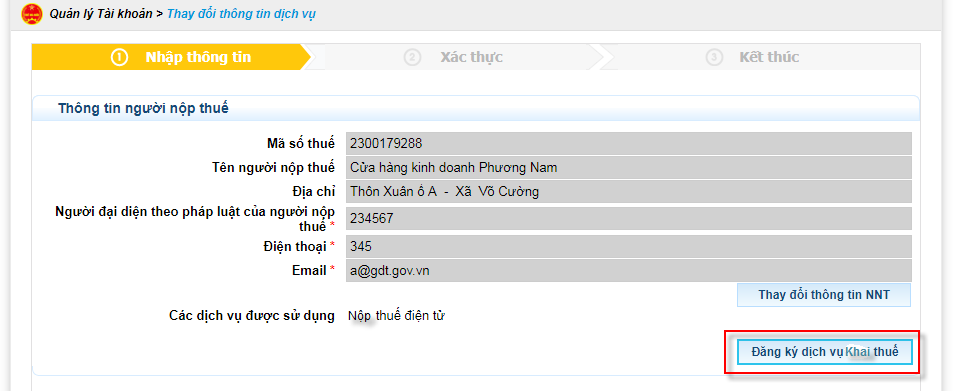 Quản lý Tài khoản > Thay đổi thông tin dịch vụ
1 Nhập thông tin 2 Xác thực 3 Kết thúc
Thông tin người nộp thuế
Mã số thuế 2300179288
Tên người nộp thuế Cửa hàng kinh doanh Phương Nam
Địa chỉ Thôn Xuân ổ A - Xã Võ Cường
Người đại diện theo pháp luật của người nộp
thuế * 234567
Điện thoại * 345
Email * a@gdt.gov.vn
Thay đổi thông tin NNT
Các dịch vụ được sử dụng Nộp thuế điện tử
Đăng ký dịch vụ Khai thuế